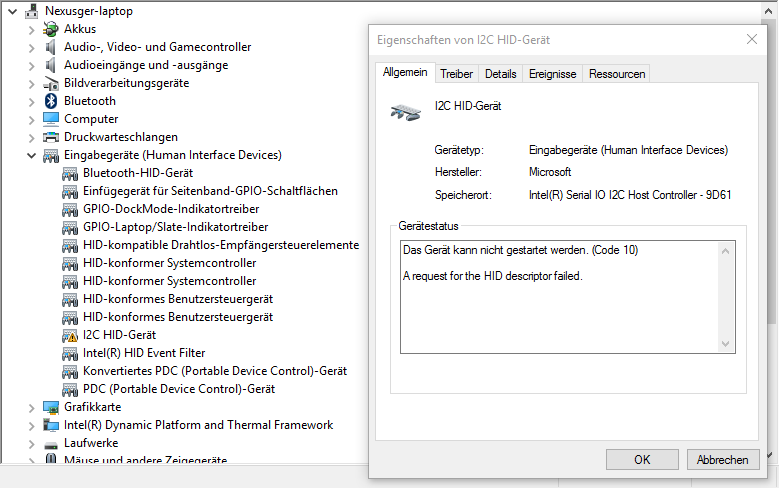 Nexusger-laptop
Akkus
Audio-, Video- und Gamecontroller
Audioeingänge und -ausgänge
Bildverarbeitungsgeräte
Bluetooth
Computer
Druckwarteschlangen
Eingabegeräte (Human Interface Devices)
Bluetooth-HID-Gerät
Einfügegerät für Seitenband-GPIO-Schaltflächen
GPIO-DockMode-Indikatortreiber
GPIO-Laptop/Slate-Indikatortreiber
HID-kompatible Drahtlos-Empfängersteuerelemente
HID-konformer Systemcontroller
HID-konformer Systemcontroller
HID-konformes Benutzersteuergerät
HID-konformes Benutzersteuergerät
I2C HID-Gerät
Intel(R) HID Event Filter
Konvertiertes PDC (Portable Device Control)-Gerät
PDC (Portable Device Control)-Gerät
Grafikkarte
Intel(R) Dynamic Platform and Thermal Framework
Laufwerke
Mäuse und andere Zeigegeräte
Eigenschaften von I2C HID-Gerät
Allgemein Treiber Details Ereignisse Ressourcen
I2C HID-Gerät
Gerätetyp: Eingabegeräte (Human Interface Devices)
Hersteller: Microsoft
Speicherort: Intel(R) Serial IO I2C Host Controller - 9D61
Gerätestatus
Das Gerät kann nicht gestartet werden. (Code 10)
A request for the HID descriptor failed.
OK Abbrechen